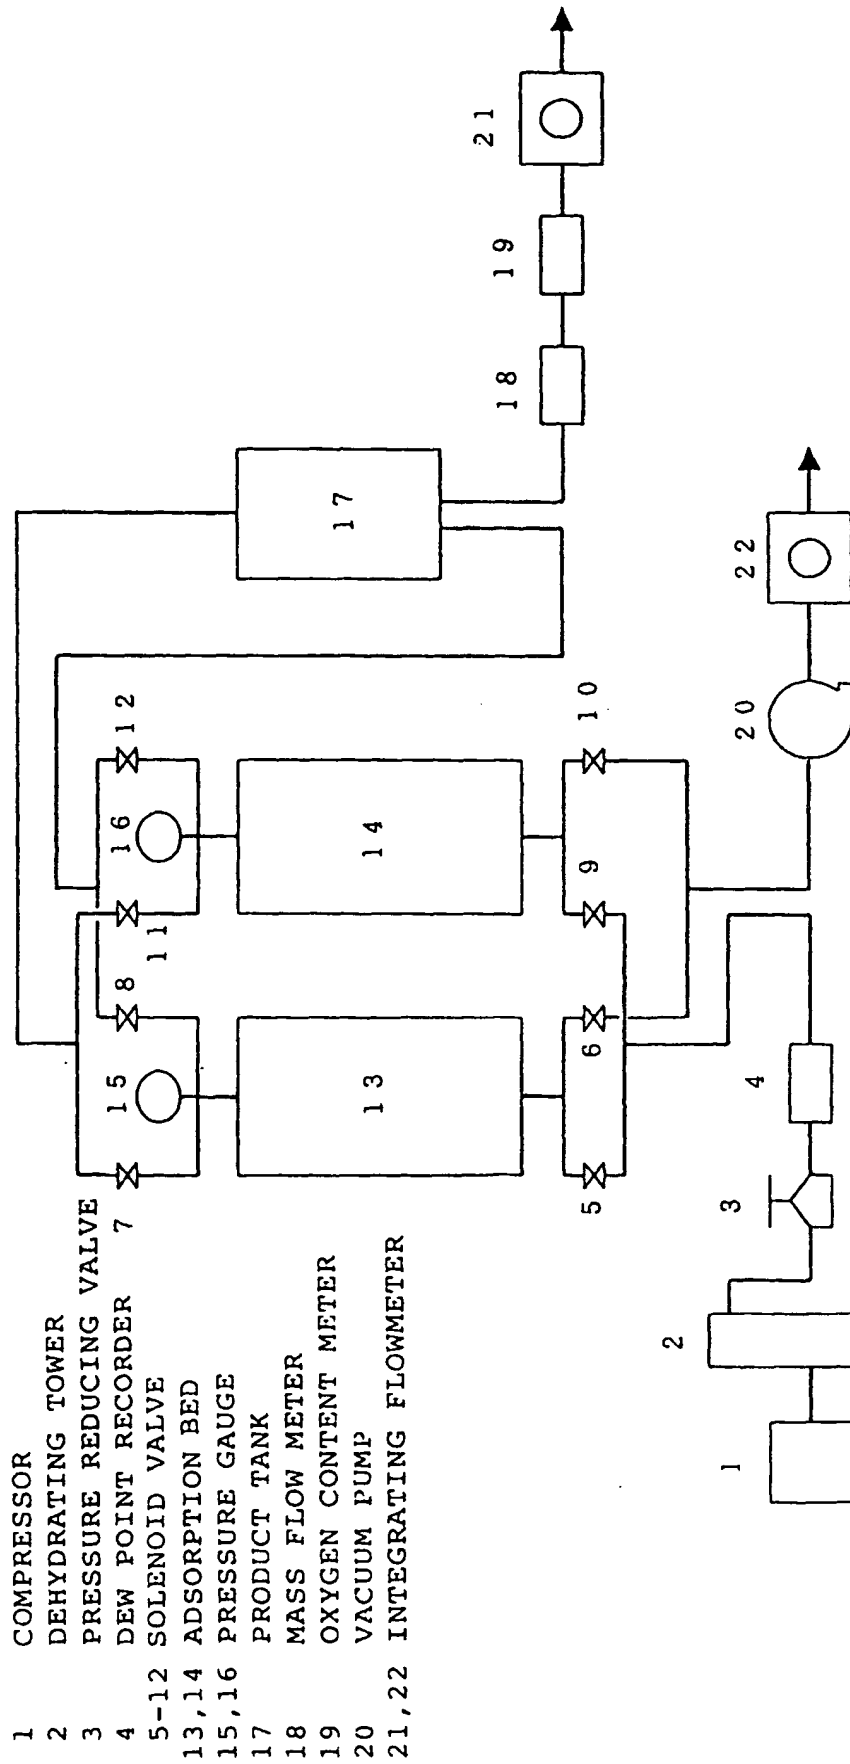 1 COMPRESSOR
2 DEHYDRATING TOWER
3 PRESSURE REDUCING VALVE
4 DEW POINT RECORDER
5-12 SOLENOID VALVE
13,14 ADSORPTION BED
15,16 PRESSURE GAUGE
17 PRODUCT TANK
18 MASS FLOW METER
19 OXYGEN CONTENT METER
20 VACUUM PUMP
21,22 INTEGRATING FLOWMETER
7
15
8
11
16
12
13
14
17
18
19
21
5
6
9
10
1
2
3
4
20
22